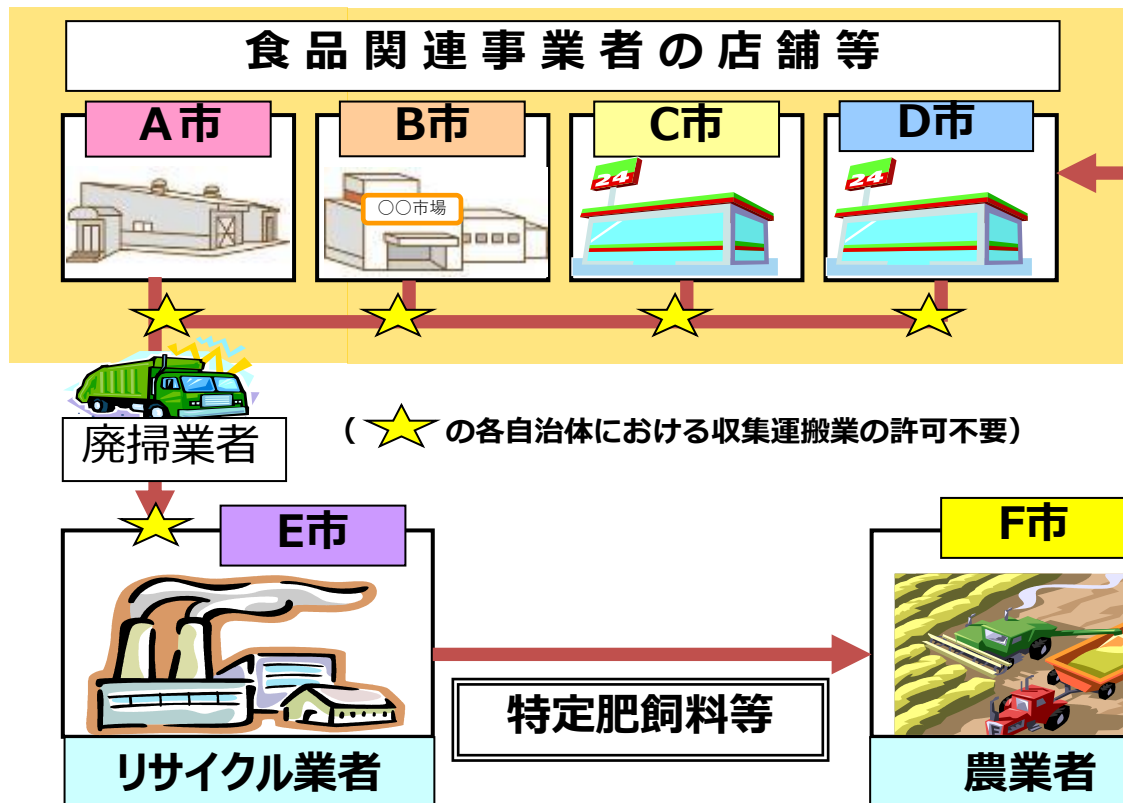 食品関連事業者の店舗等
A市
B市
C市
D市
○○市場
24
24
廃掃業者
(★の各自治体における収集運搬業の許可不要)
E市
F市
特定肥飼料等
リサイクル業者
農業者